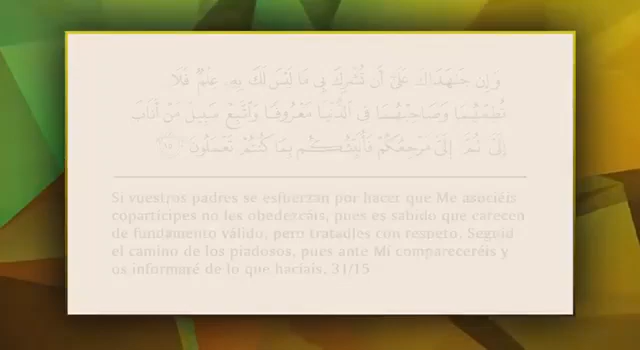 وَإِن جَٰهَدَاكَ عَلَىٰٓ أَن تُشْرِكَ بِى مَا لَيْسَ لَكَ بِهِۦ عِلْمٌ فَلَا
تُطِعْهُمَا وَصَاحِبْهُمَا فِى ٱلدُّنْيَا مَعْرُوفًا وَٱتَّبِعْ سَبِيلَ مَنْ أَنَابَ
إِلَىَّ ثُمَّ إِلَىَّ مَرْجِعُكُمْ فَأُنَبِّئُكُم بِمَا كُنتُمْ تَعْمَلُونَ ١٥
Si vuestros padres se esfuerzan por hacer que Me asociéis
copartícipes no les obedezcáis, pues es sabido que carecen
de fundamento válido, pero tratadles con respeto. Seguid
el camino de los piadosos, pues ante Mí compareceréis y
os informaré de lo que hacíais. 31/15